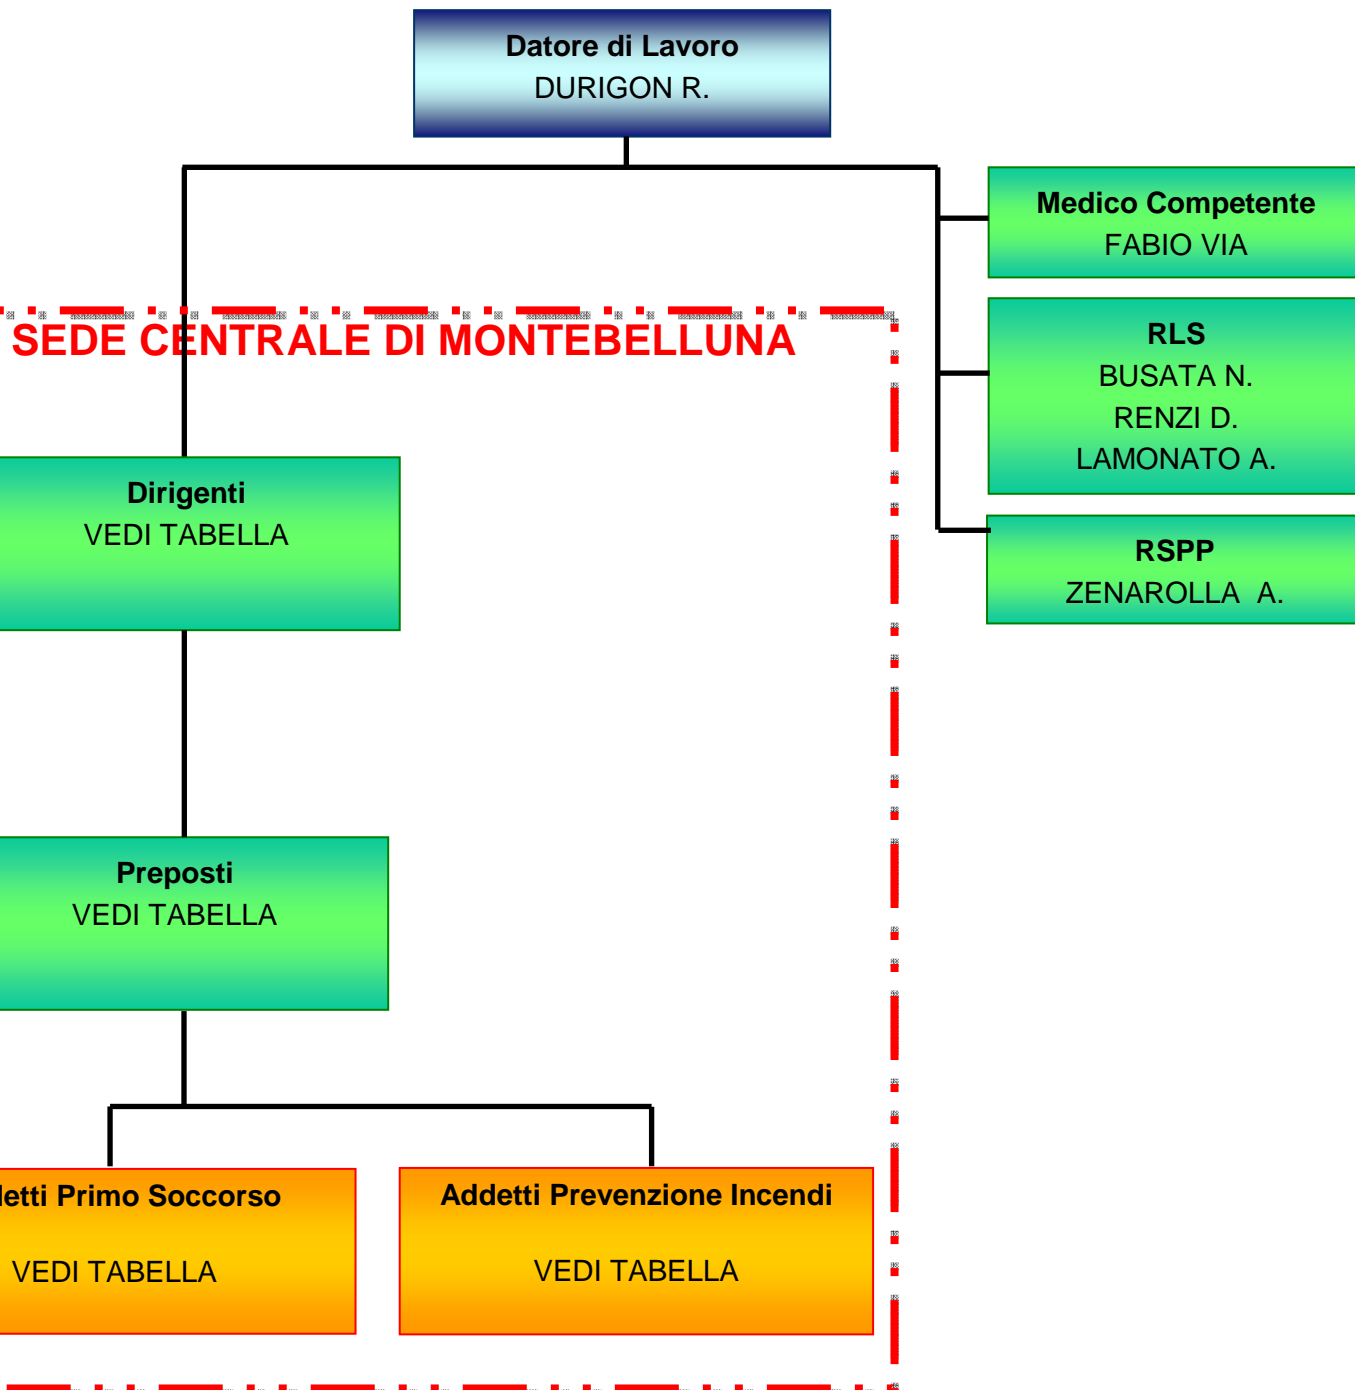 Datore di Lavoro
DURIGON R.
Medico Competente
FABIO VIA
SEDE CENTRALE DI MONTEBELLUNA
RLS
BUSATA N.
RENZI D.
LAMONATO A.
Dirigenti
VEDI TABELLA
RSPP
ZENAROLLA A.
Preposti
VEDI TABELLA
Primo Soccorso
VEDI TABELLA
Addetti Prevenzione Incendi
VEDI TABELLA